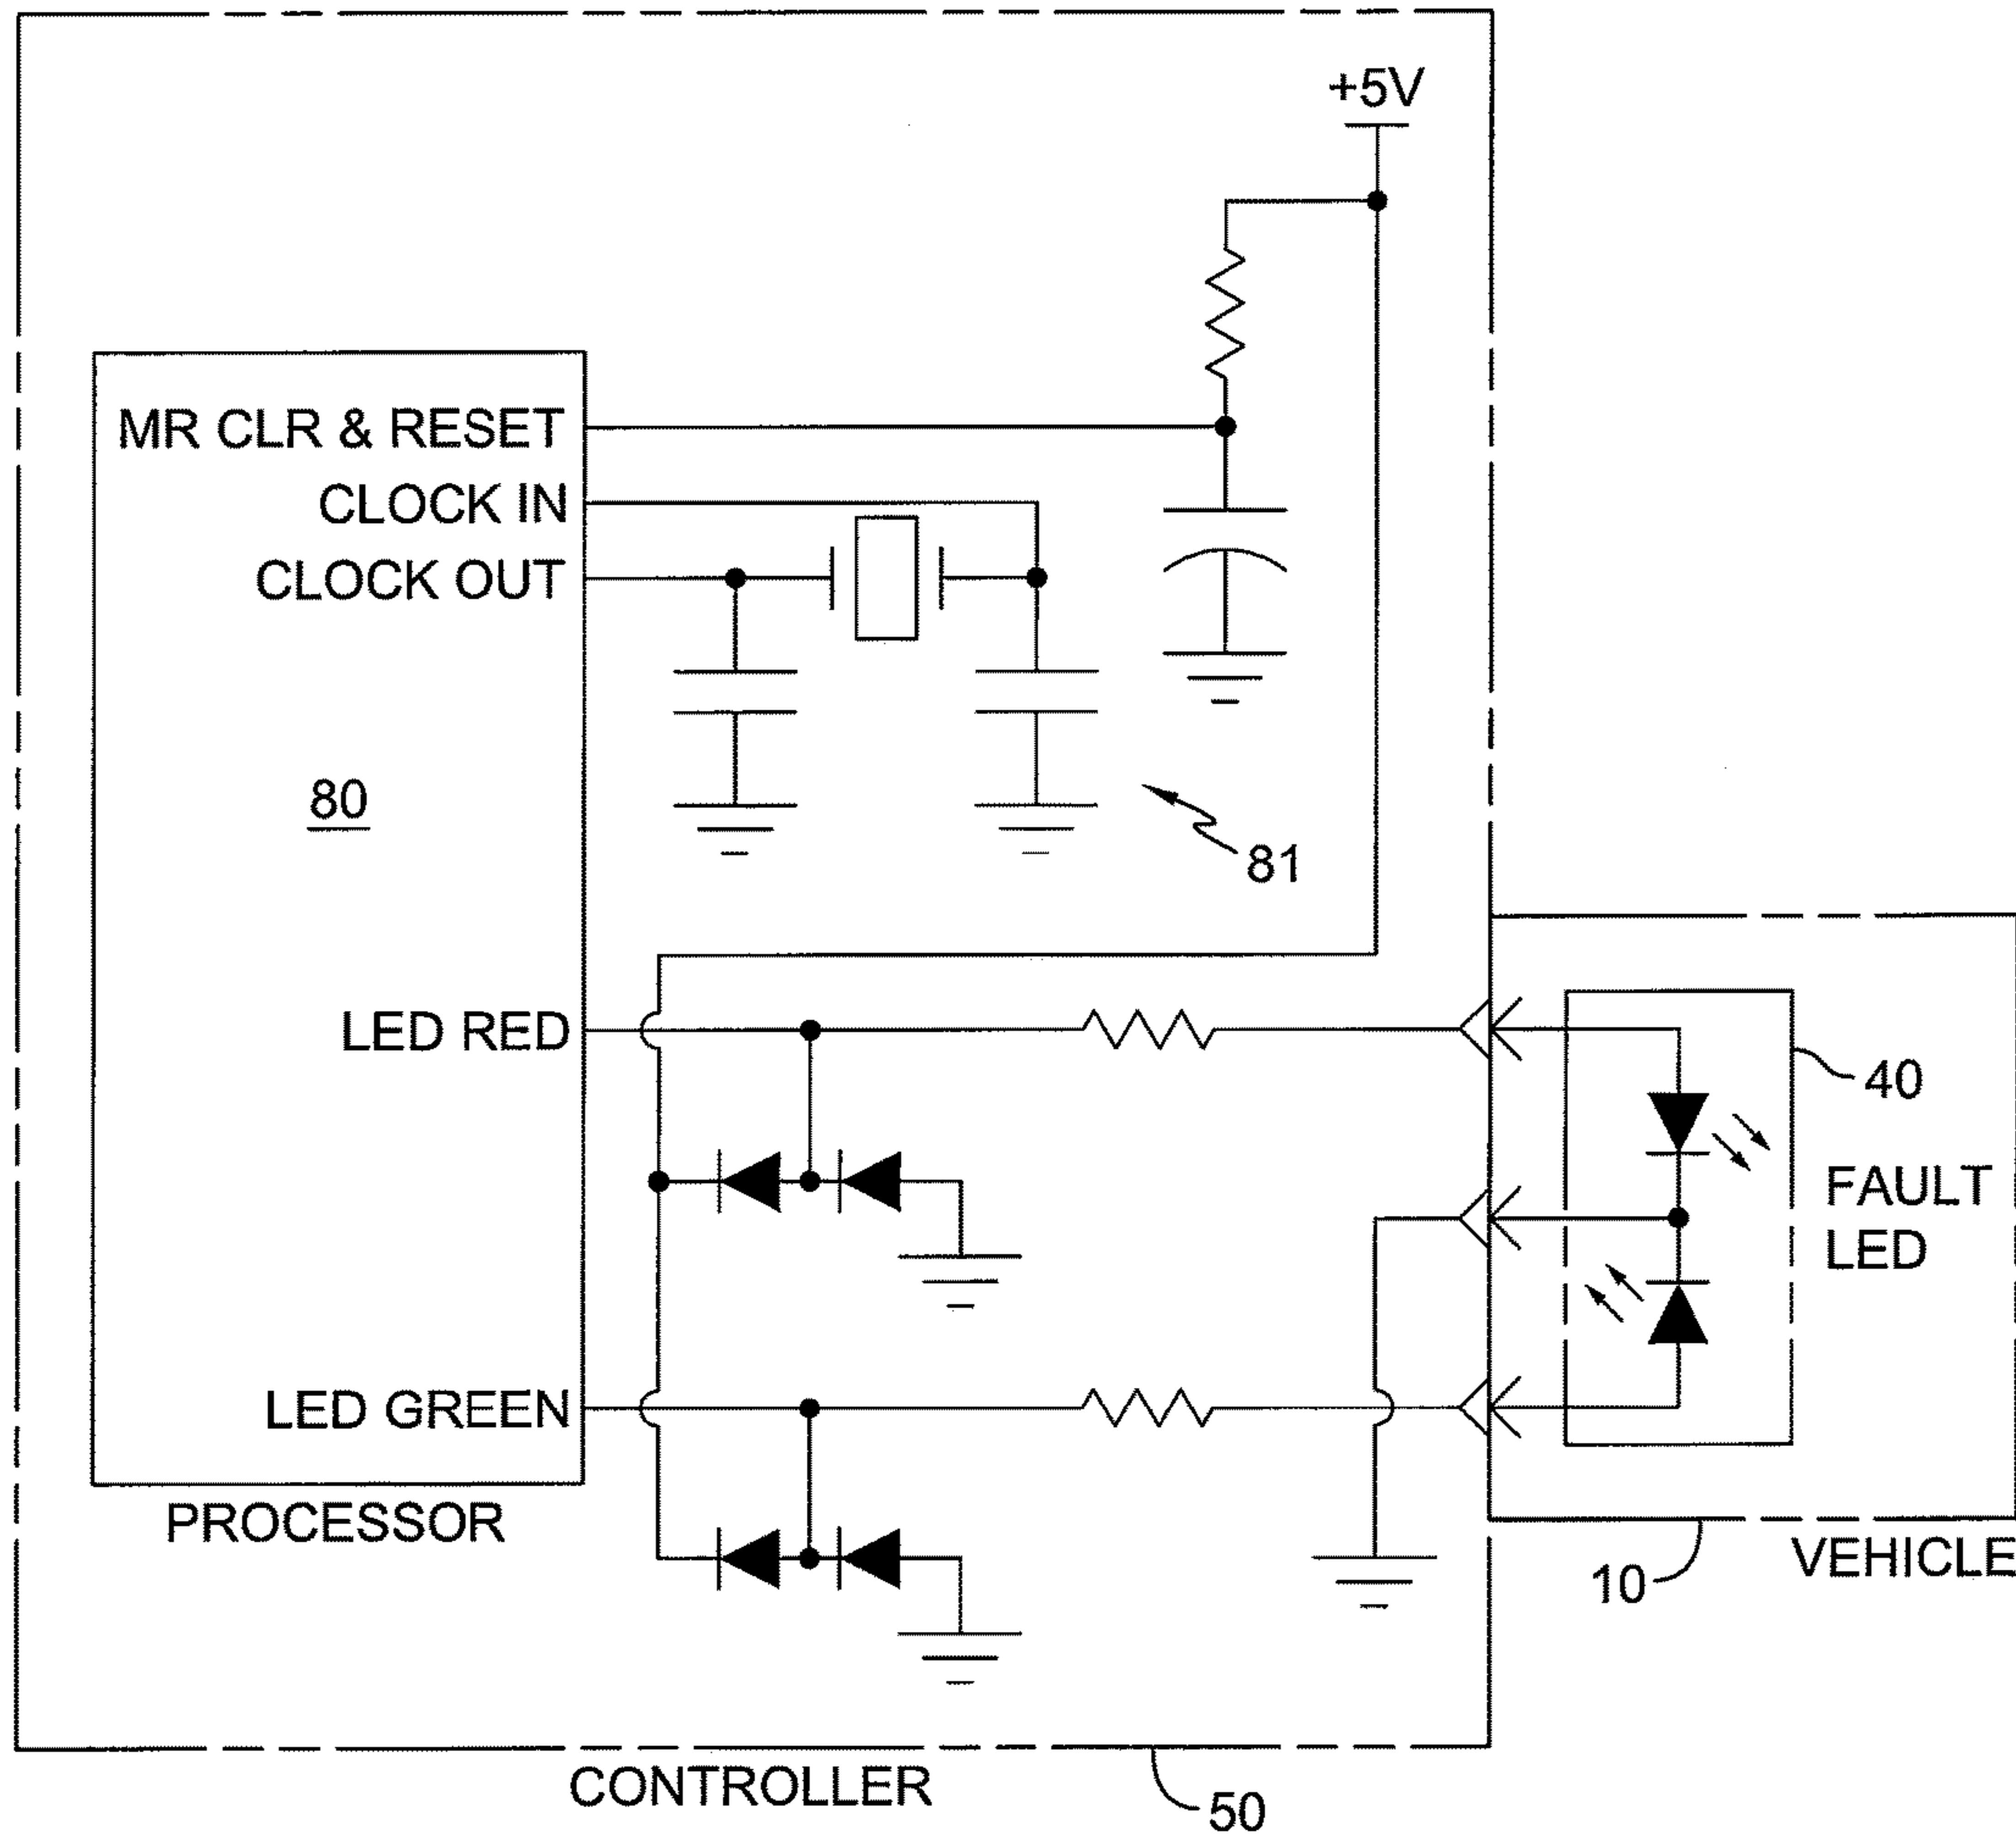 +5V
MR CLR & RESET
CLOCK IN
CLOCK OUT
80
81
LED RED
40
FAULT
LED
LED GREEN
PROCESSOR
10
VEHICLE
CONTROLLER
50